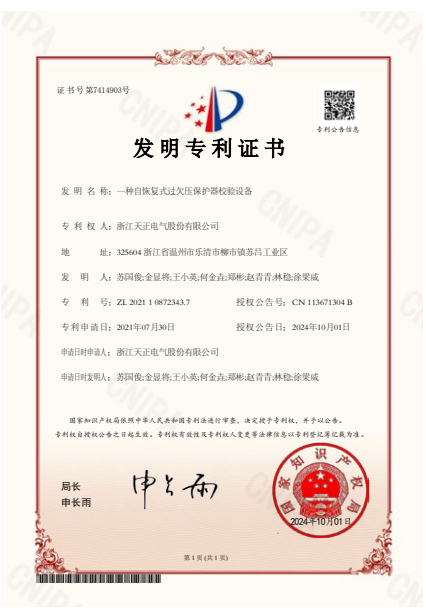 证书号第7414903号
专利公告信息
发明专利证书
发明名称：一种自恢复式过欠压保护器校验设备
专利权人：浙江天正电气股份有限公司
地址：325604 浙江省温州市乐清市柳市镇苏吕工业区
发明人：苏国俊;金显将;王小英;何金垚;郑彬;赵青青;林稳;徐梁威
专利号：ZL 2021 1 0872343.7 授权公告号：CN 113671304 B
专利申请日：2021年07月30日 授权公告日：2024年10月01日
申请日时申请人：浙江天正电气股份有限公司
申请日时发明人：苏国俊;金显将;王小英;何金垚;郑彬;赵青青;林稳;徐梁威
国家知识产权局依照中华人民共和国专利法进行审查，决定授予专利权，并予以公告。
专利权自授权公告之日起生效。专利权有效性及专利权人变更等法律信息以专利登记簿记载为准。
局长
申长雨
申长雨
国家知识产权局
2024年10月01日
第 1 页 (共 1 页)
CNIPA
CNIPA
CNIPA
CNIPA